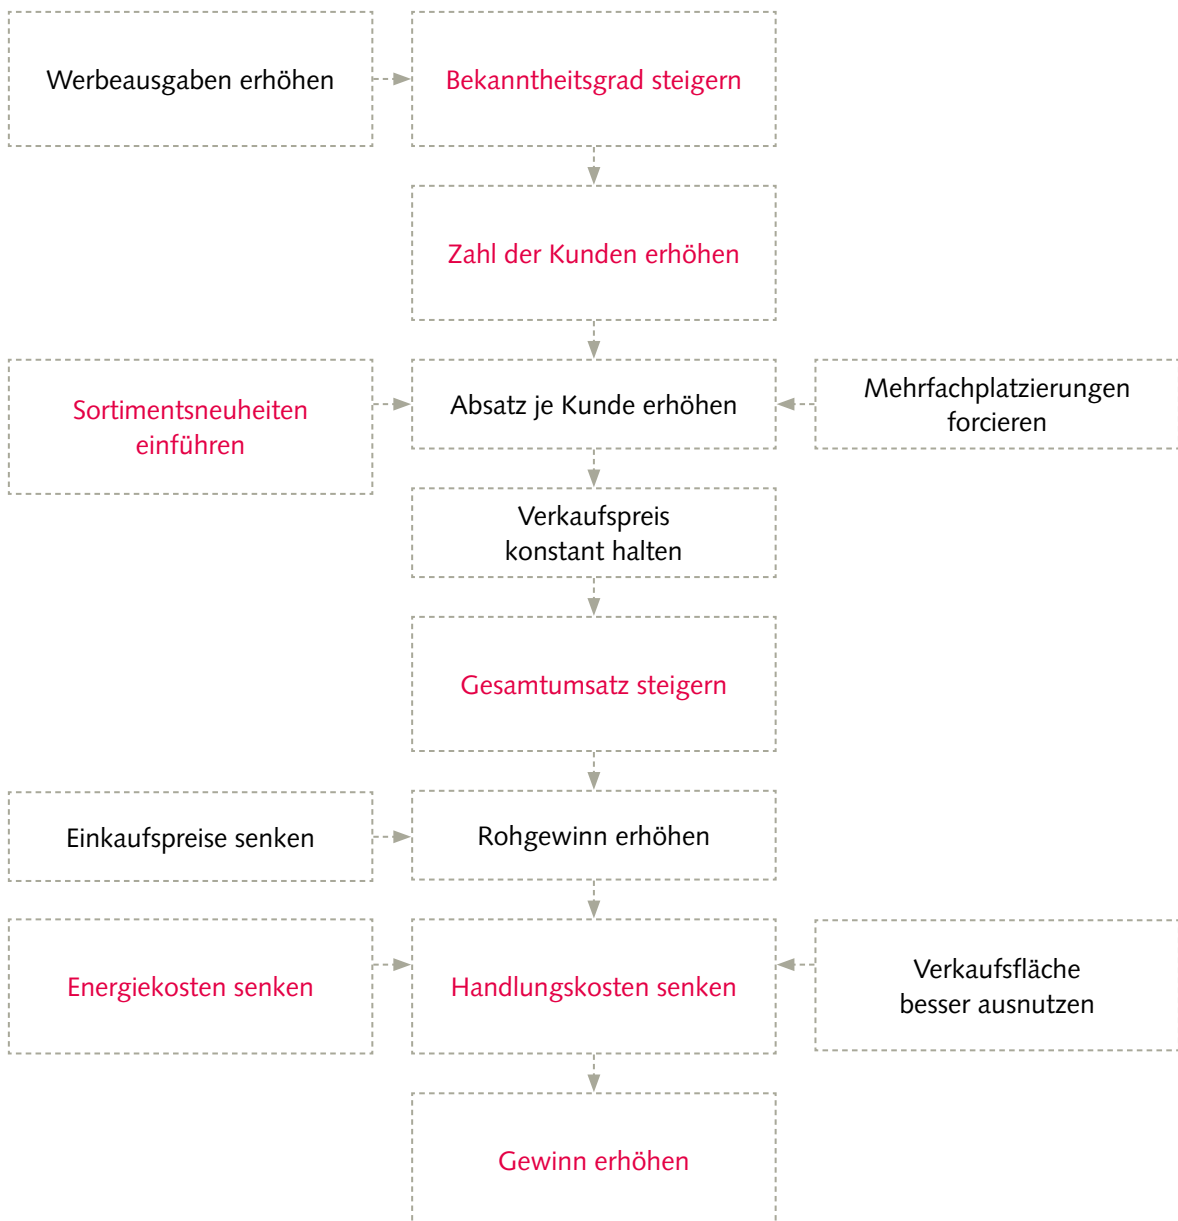 Werbeausgaben erhöhen
Bekanntheitsgrad steigern
Zahl der Kunden erhöhen
Sortimentsneuheiten
einführen
Absatz je Kunde erhöhen
Mehrfachplatzierungen
forcieren
Verkaufspreis
konstant halten
Gesamtumsatz steigern
Einkaufspreise senken
Rohgewinn erhöhen
Energiekosten senken
Handlungskosten senken
Verkaufsfläche
besser ausnutzen
Gewinn erhöhen